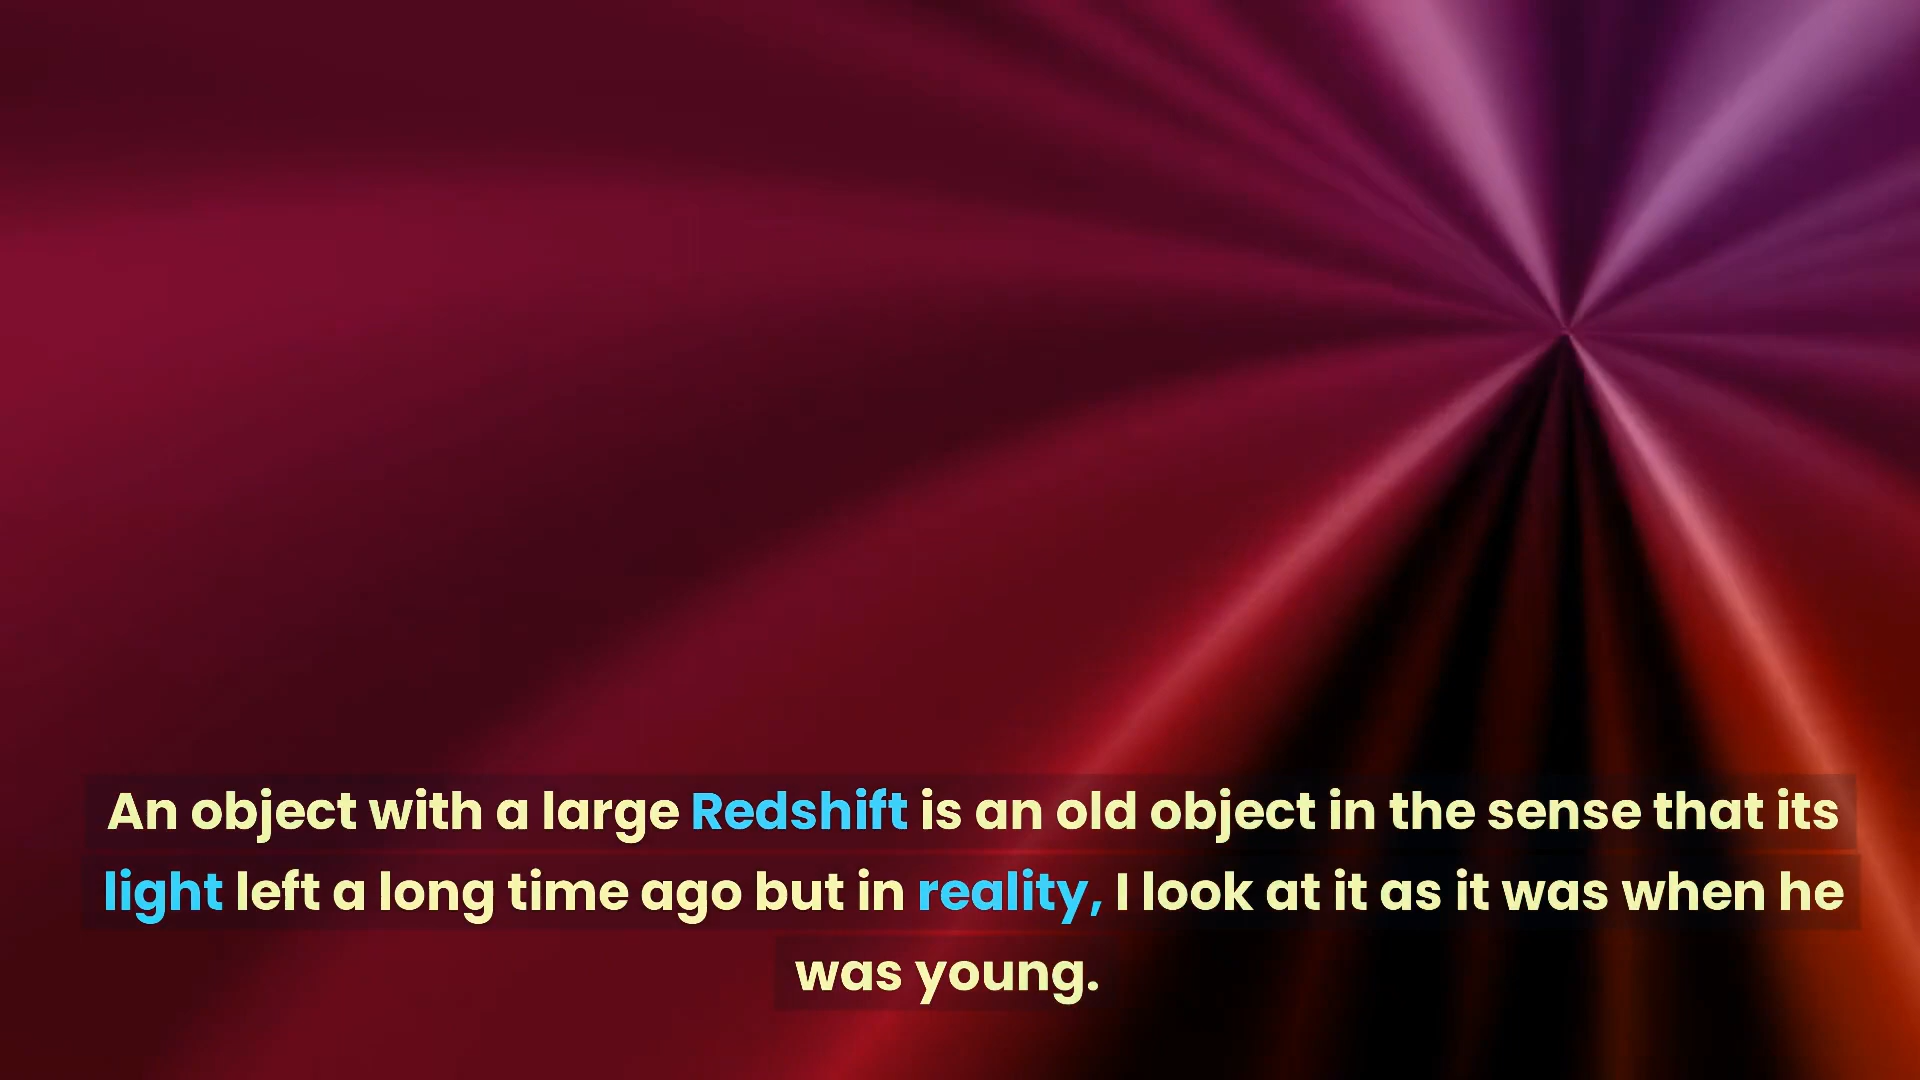 An object with a large Redshift is an old object in the sense that its
light left a long time ago but in reality, I look at it as it was when he
was young.